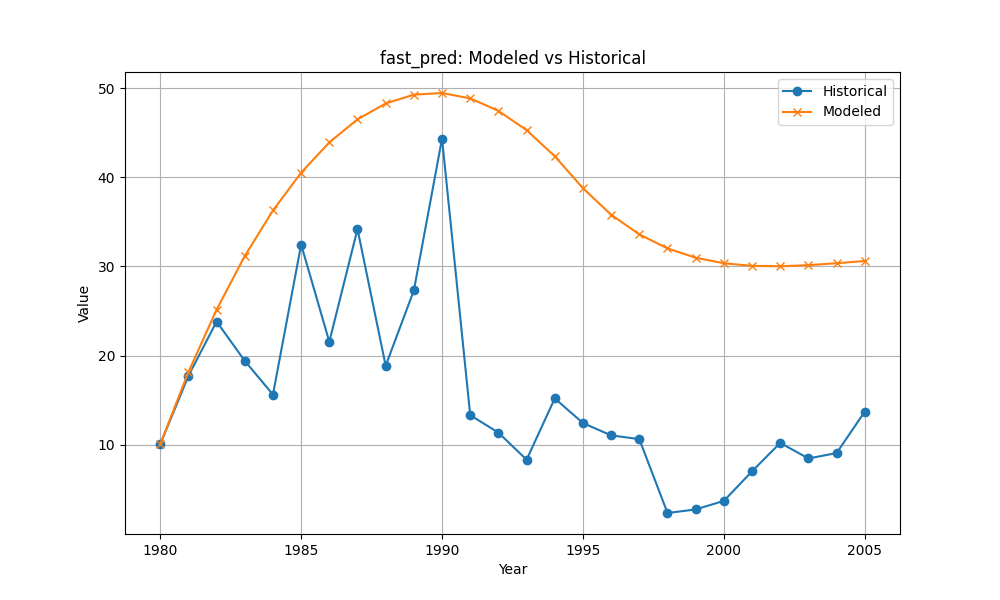 fast_pred: Modeled vs Historical
Historical
Modeled
Value
50
40
30
20
10
1980
1985
1990
1995
2000
2005
Year